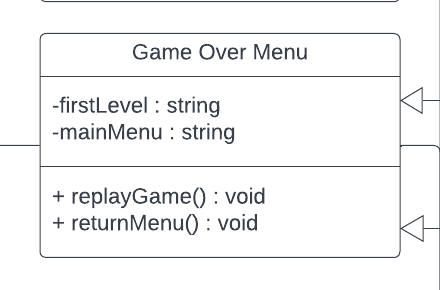 Game Over Menu
-firstLevel : string
-mainMenu : string
+ replayGame() : void
+ returnMenu() : void